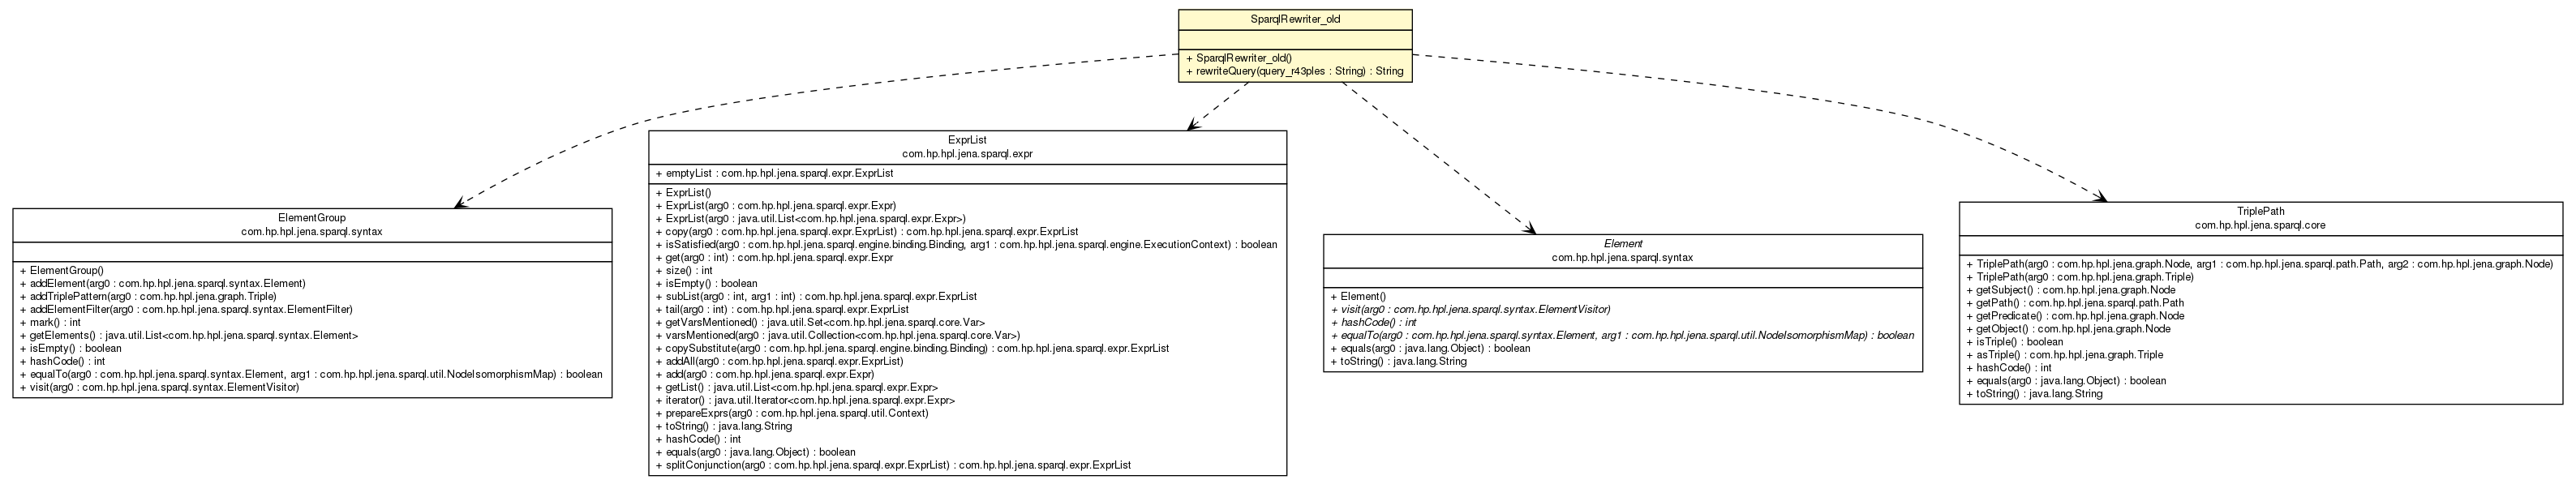 SparqlRewriter_old
+ SparqlRewriter_old()
+ rewriteQuery(query_r43ples : String) : String
ElementGroup
com.hp.hpl.jena.sparql.syntax
+ ElementGroup()
+ addElement(arg0 : com.hp.hpl.jena.sparql.syntax.Element)
+ addTriplePattern(arg0 : com.hp.hpl.jena.graph.Triple)
+ addElementFilter(arg0 : com.hp.hpl.jena.sparql.syntax.ElementFilter)
+ mark() : int
+ getElements() : java.util.List<com.hp.hpl.jena.sparql.syntax.Element>
+ isEmpty() : boolean
+ hashCode() : int
+ equalTo(arg0 : com.hp.hpl.jena.sparql.syntax.Element, arg1 : com.hp.hpl.jena.sparql.util.NodeIsomorphismMap) : boolean
+ visit(arg0 : com.hp.hpl.jena.sparql.syntax.ElementVisitor)
ExprList
com.hp.hpl.jena.sparql.expr
+ emptyList : com.hp.hpl.jena.sparql.expr.ExprList
+ ExprList()
+ ExprList(arg0 : com.hp.hpl.jena.sparql.expr.Expr)
+ ExprList(arg0 : java.util.List<com.hp.hpl.jena.sparql.expr.Expr>)
+ copy(arg0 : com.hp.hpl.jena.sparql.expr.ExprList) : com.hp.hpl.jena.sparql.expr.ExprList
+ isSatisfied(arg0 : com.hp.hpl.jena.sparql.engine.binding.Binding, arg1 : com.hp.hpl.jena.sparql.engine.ExecutionContext) : boolean
+ get(arg0 : int) : com.hp.hpl.jena.sparql.expr.Expr
+ size() : int
+ isEmpty() : boolean
+ subList(arg0 : int, arg1 : int) : com.hp.hpl.jena.sparql.expr.ExprList
+ tail(arg0 : int) : com.hp.hpl.jena.sparql.expr.ExprList
+ getVarsMentioned() : java.util.Set<com.hp.hpl.jena.sparql.core.Var>
+ varsMentioned(arg0 : java.util.Collection<com.hp.hpl.jena.sparql.core.Var>)
+ copySubstitute(arg0 : com.hp.hpl.jena.sparql.engine.binding.Binding) : com.hp.hpl.jena.sparql.expr.ExprList
+ addAll(arg0 : com.hp.hpl.jena.sparql.expr.ExprList)
+ add(arg0 : com.hp.hpl.jena.sparql.expr.Expr)
+ getList() : java.util.List<com.hp.hpl.jena.sparql.expr.Expr>
+ iterator() : java.util.Iterator<com.hp.hpl.jena.sparql.expr.Expr>
+ prepareExprs(arg0 : com.hp.hpl.jena.sparql.util.Context)
+ toString() : java.lang.String
+ hashCode() : int
+ equals(arg0 : java.lang.Object) : boolean
+ splitConjunction(arg0 : com.hp.hpl.jena.sparql.expr.ExprList) : com.hp.hpl.jena.sparql.expr.ExprList
Element
com.hp.hpl.jena.sparql.syntax
+ Element()
+ visit(arg0 : com.hp.hpl.jena.sparql.syntax.ElementVisitor)
+ hashCode() : int
+ equalTo(arg0 : com.hp.hpl.jena.sparql.syntax.Element, arg1 : com.hp.hpl.jena.sparql.util.NodeIsomorphismMap) : boolean
+ equals(arg0 : java.lang.Object) : boolean
+ toString() : java.lang.String
TriplePath
com.hp.hpl.jena.sparql.core
+ TriplePath(arg0 : com.hp.hpl.jena.graph.Node, arg1 : com.hp.hpl.jena.sparql.path.Path, arg2 : com.hp.hpl.jena.graph.Node)
+ TriplePath(arg0 : com.hp.hpl.jena.graph.Triple)
+ getSubject() : com.hp.hpl.jena.graph.Node
+ getPath() : com.hp.hpl.jena.sparql.path.Path
+ getPredicate() : com.hp.hpl.jena.graph.Node
+ getObject() : com.hp.hpl.jena.graph.Node
+ isTriple() : boolean
+ asTriple() : com.hp.hpl.jena.graph.Triple
+ hashCode() : int
+ equals(arg0 : java.lang.Object) : boolean
+ toString() : java.lang.String